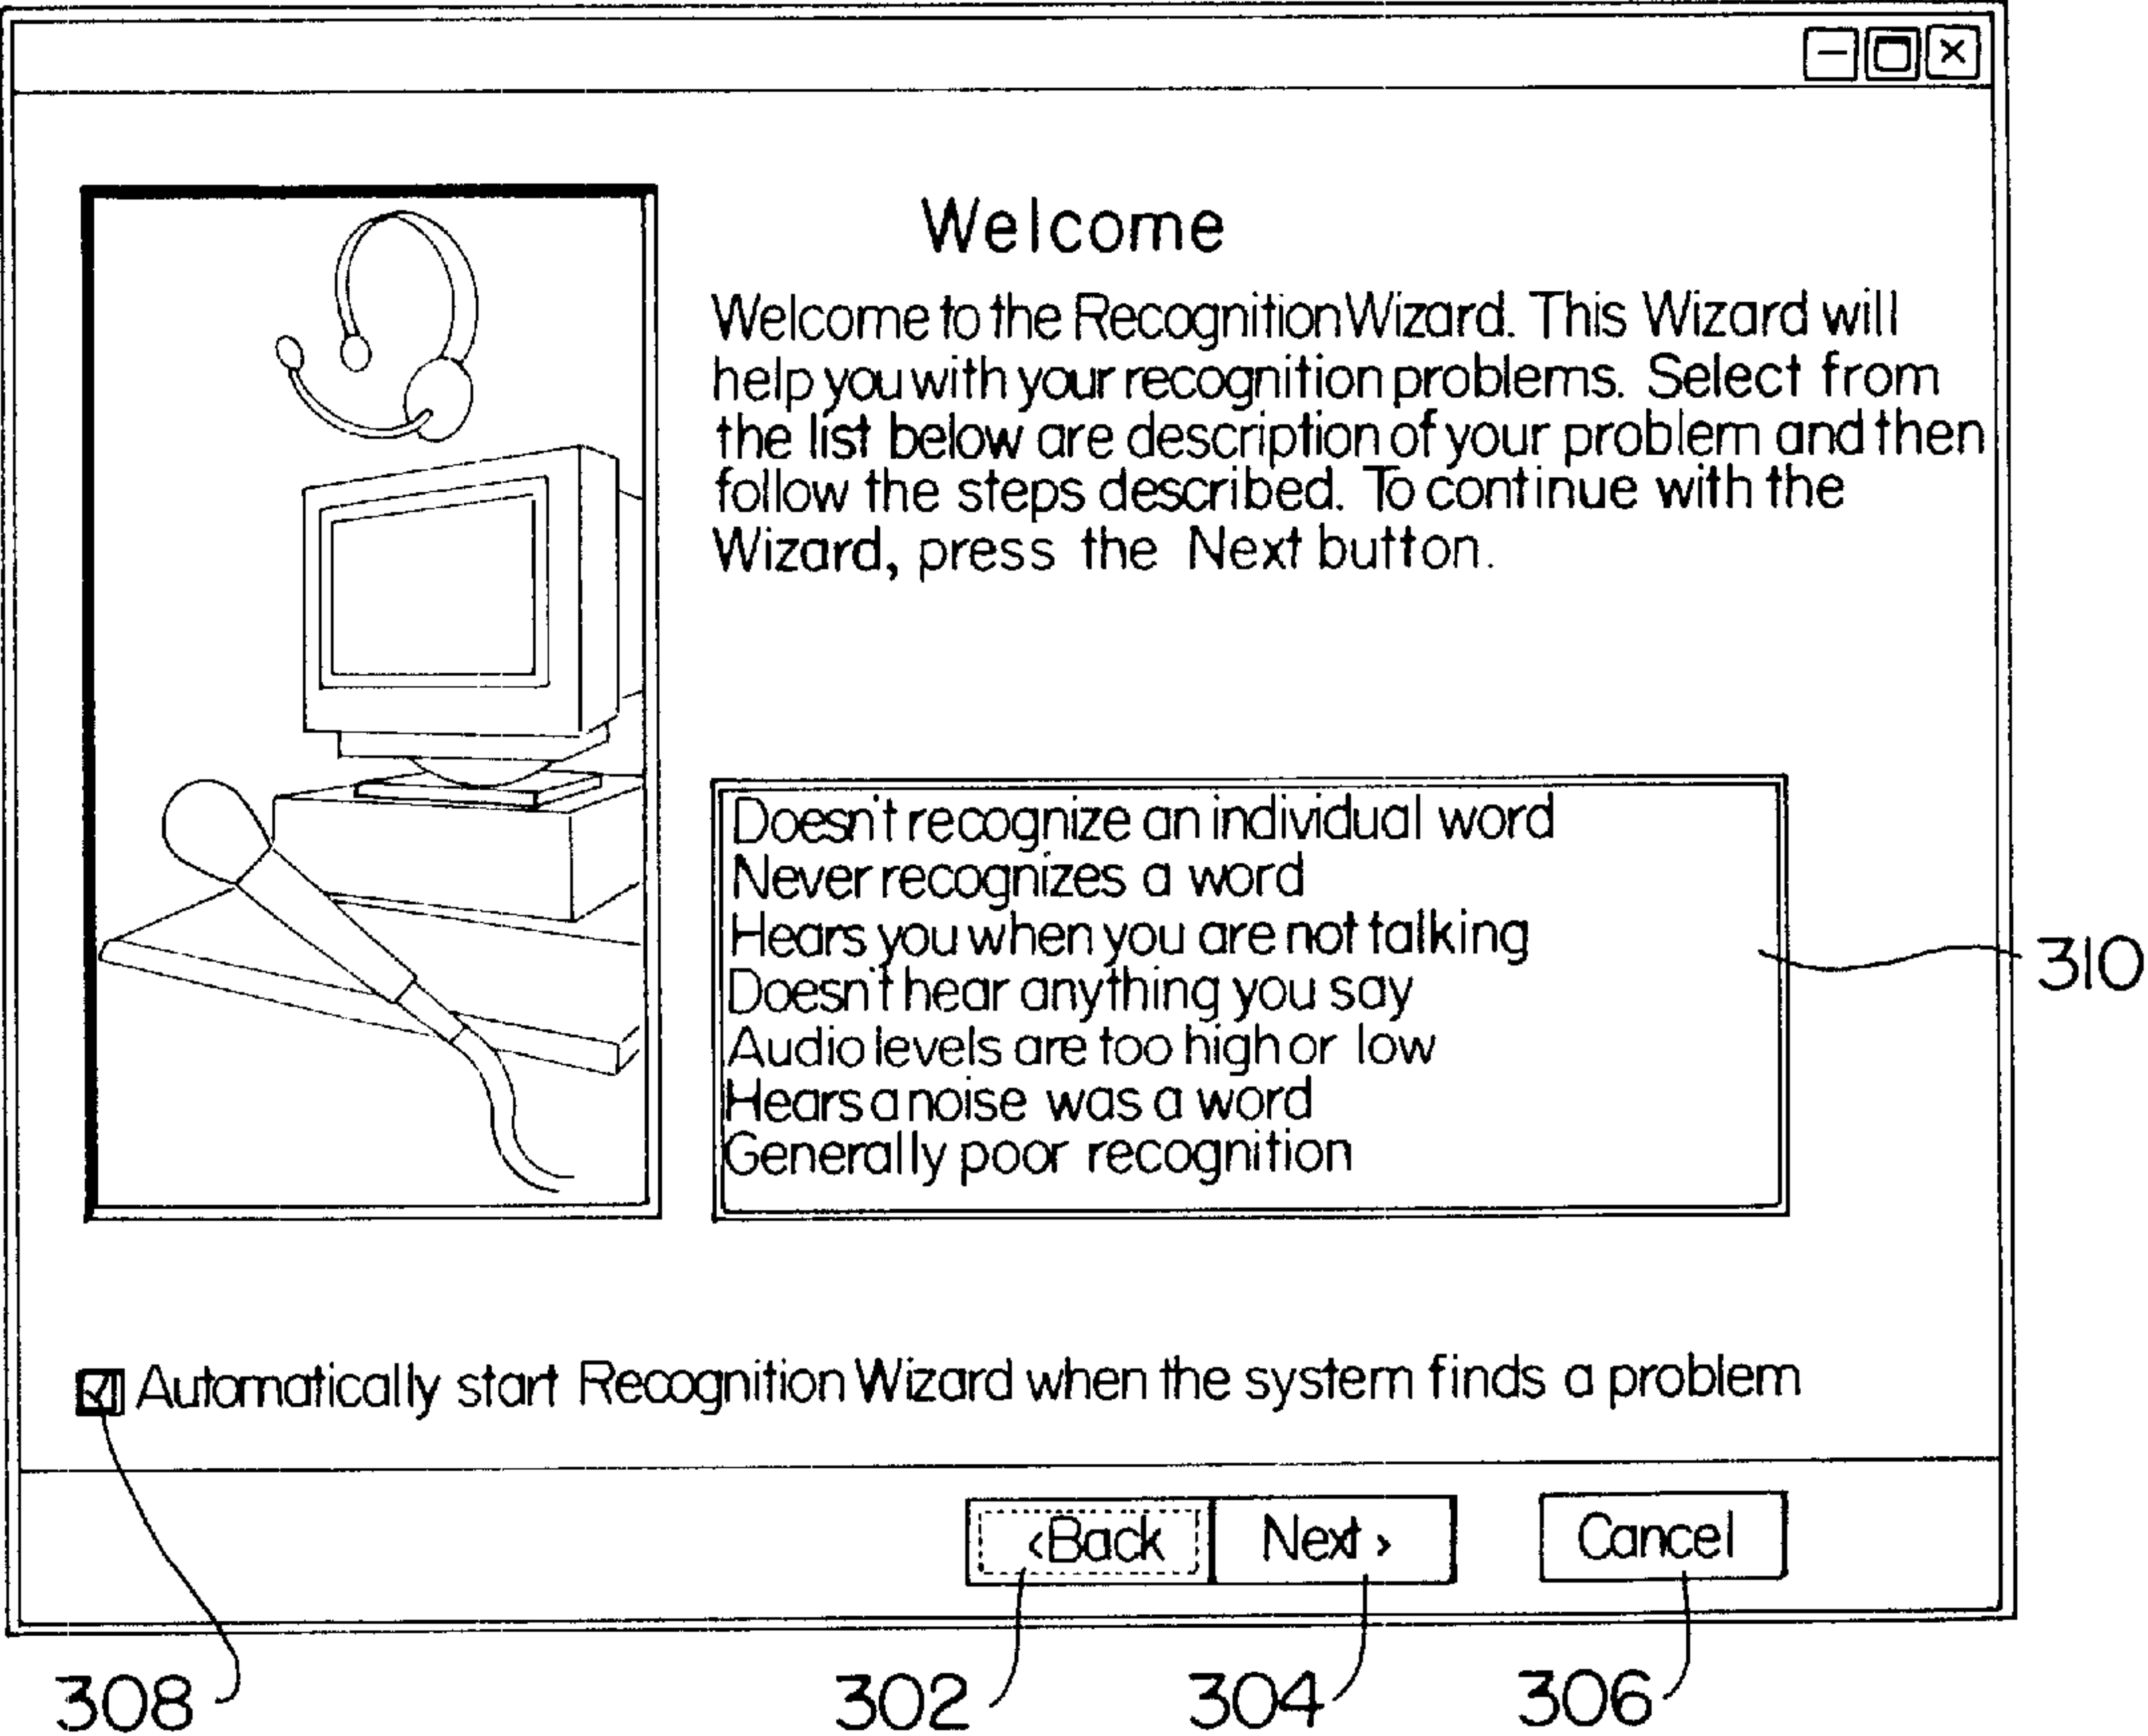 Welcome
Welcome to the Recognition Wizard. This Wizard will
help you with your recognition problems. Select from
the list below are description of your problem and then
follow the steps described. To continue with the
Wizard, press the Next button.
Doesn't recognize an individual word
Never recognizes a word
Hears you when you are not talking
Doesn't hear anything you say
Audio levels are too high or low
Hears a noise was a word
Generally poor recognition
310
Automatically start Recognition Wizard when the system finds a problem
<Back Next> Cancel
308 302 304 306